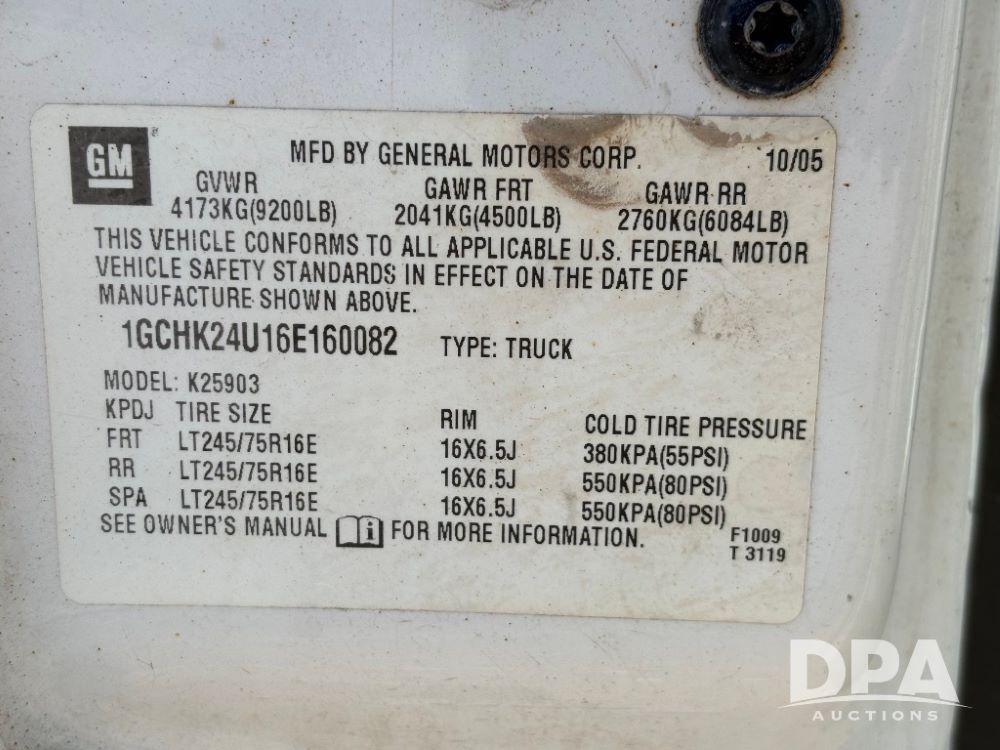 GM
MFD BY GENERAL MOTORS CORP. 10/05
GVWR GAWR FRT GAWR RR
4173KG(9200LB) 2041KG(4500LB) 2760KG(6084LB)
THIS VEHICLE CONFORMS TO ALL APPLICABLE U.S. FEDERAL MOTOR
VEHICLE SAFETY STANDARDS IN EFFECT ON THE DATE OF
MANUFACTURE SHOWN ABOVE.
1GCHK24U16E160082 TYPE: TRUCK
MODEL: K25903
KPDJ TIRE SIZE RIM COLD TIRE PRESSURE
FRT LT245/75R16E 16X6.5J 380KPA(55PSI)
RR LT245/75R16E 16X6.5J 550KPA(80PSI)
SPA LT245/75R16E 16X6.5J 550KPA(80PSI)
SEE OWNER'S MANUAL i FOR MORE INFORMATION.
F1009
T 3119
DPA
AUCTIONS